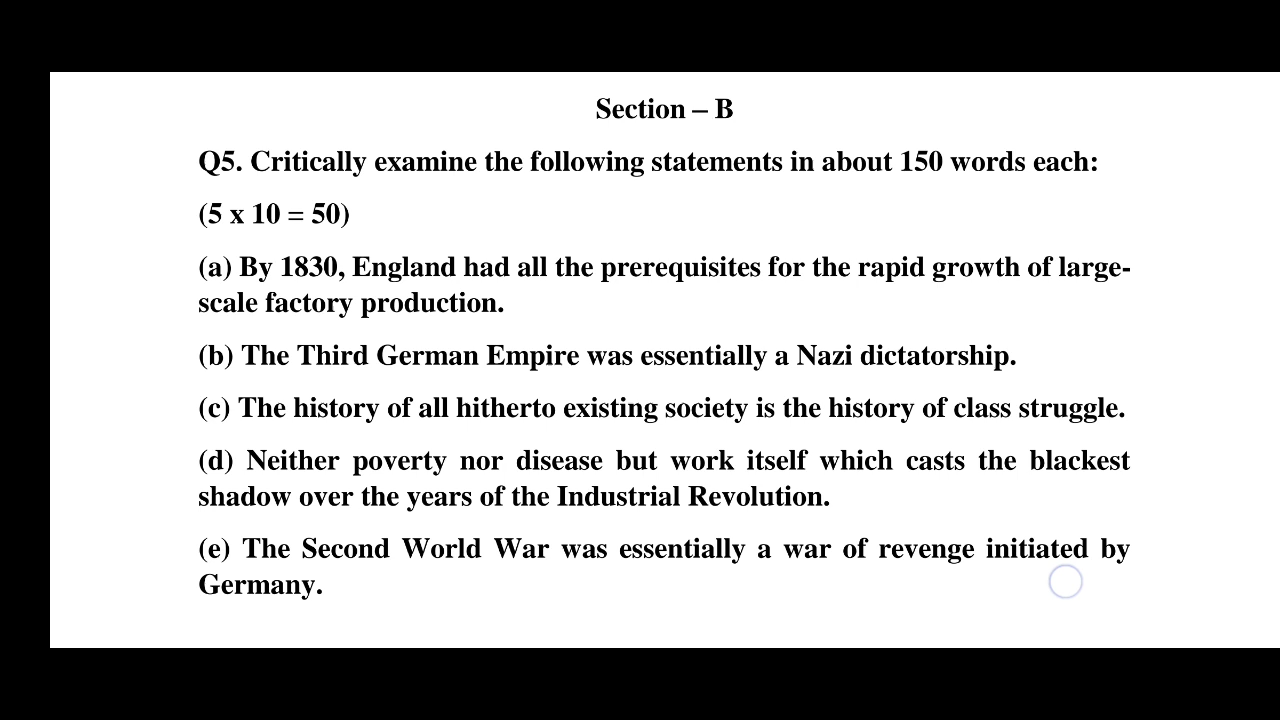 Section – B
Q5. Critically examine the following statements in about 150 words each:
(5 x 10 = 50)
(a) By 1830, England had all the prerequisites for the rapid growth of large-
scale factory production.
(b) The Third German Empire was essentially a Nazi dictatorship.
(c) The history of all hitherto existing society is the history of class struggle.
(d) Neither poverty nor disease but work itself which casts the blackest
shadow over the years of the Industrial Revolution.
(e) The Second World War was essentially a war of revenge initiated by
Germany.